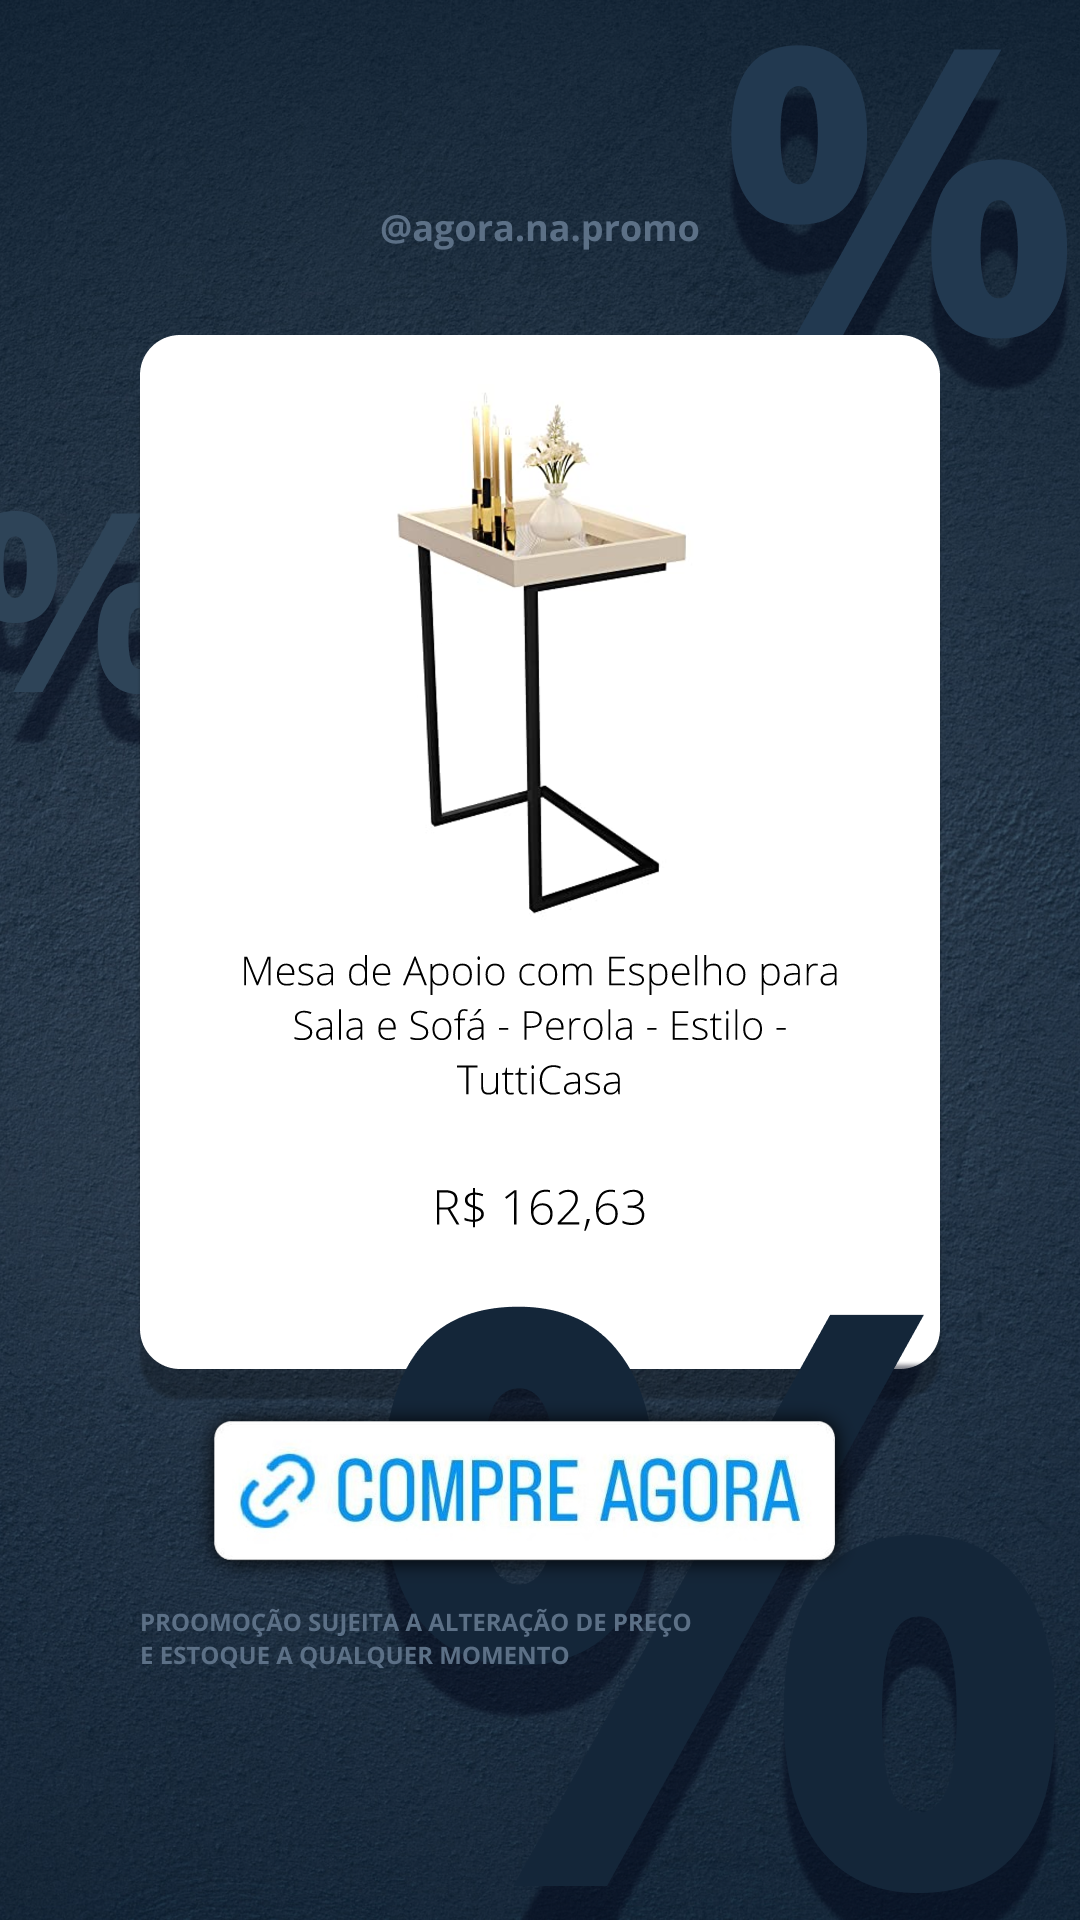 %
@agora.na.promo
%
Mesa de Apoio com Espelho para
Sala e Sofá - Perola - Estilo -
TuttiCasa
R$ 162,63
%
COMPRE AGORA
PROOMOÇÃO SUJEITA A ALTERAÇÃO DE PREÇO
E ESTOQUE A QUALQUER MOMENTO